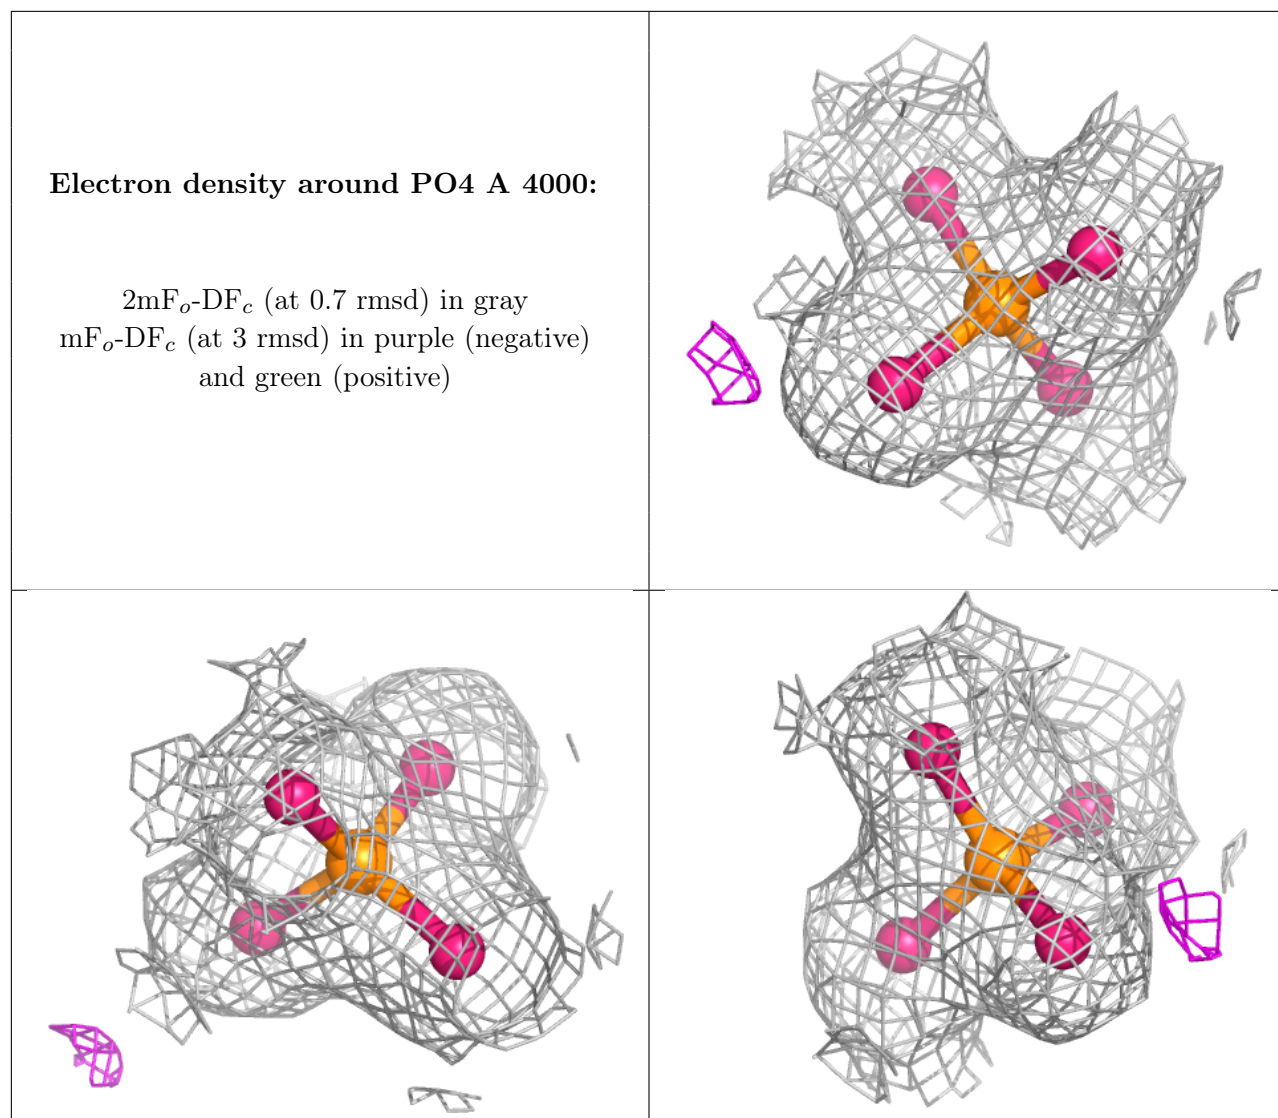 Electron density around PO4 A 4000:
2mFo-DFc (at 0.7 rmsd) in gray
mFo-DFc (at 3 rmsd) in purple (negative)
and green (positive)